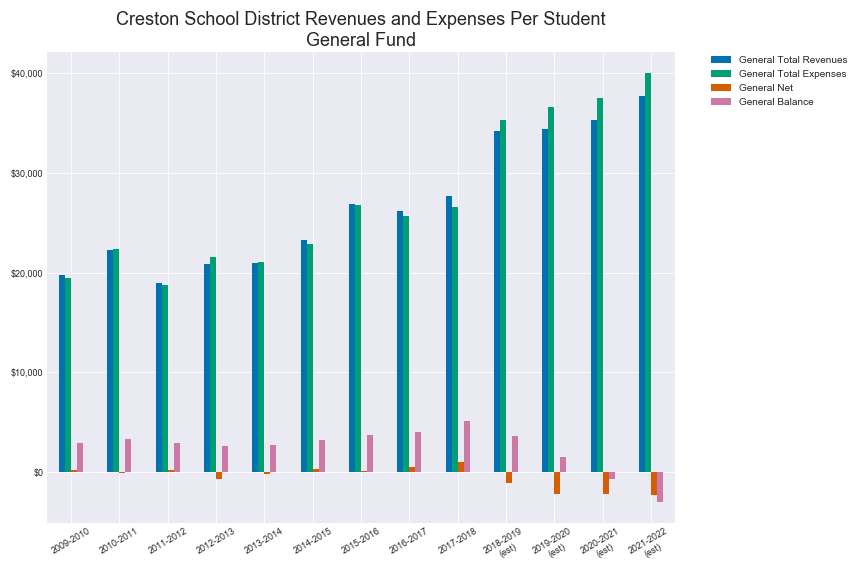 Creston School District Revenues and Expenses Per Student
General Fund
General Total Revenues
General Total Expenses
General Net
General Balance
$40,000
$30,000
$20,000
$10,000
$0
2009-2010
2010-2011
2011-2012
2012-2013
2013-2014
2014-2015
2015-2016
2016-2017
2017-2018
2018-2019
(est)
2019-2020
(est)
2020-2021
(est)
2021-2022
(est)